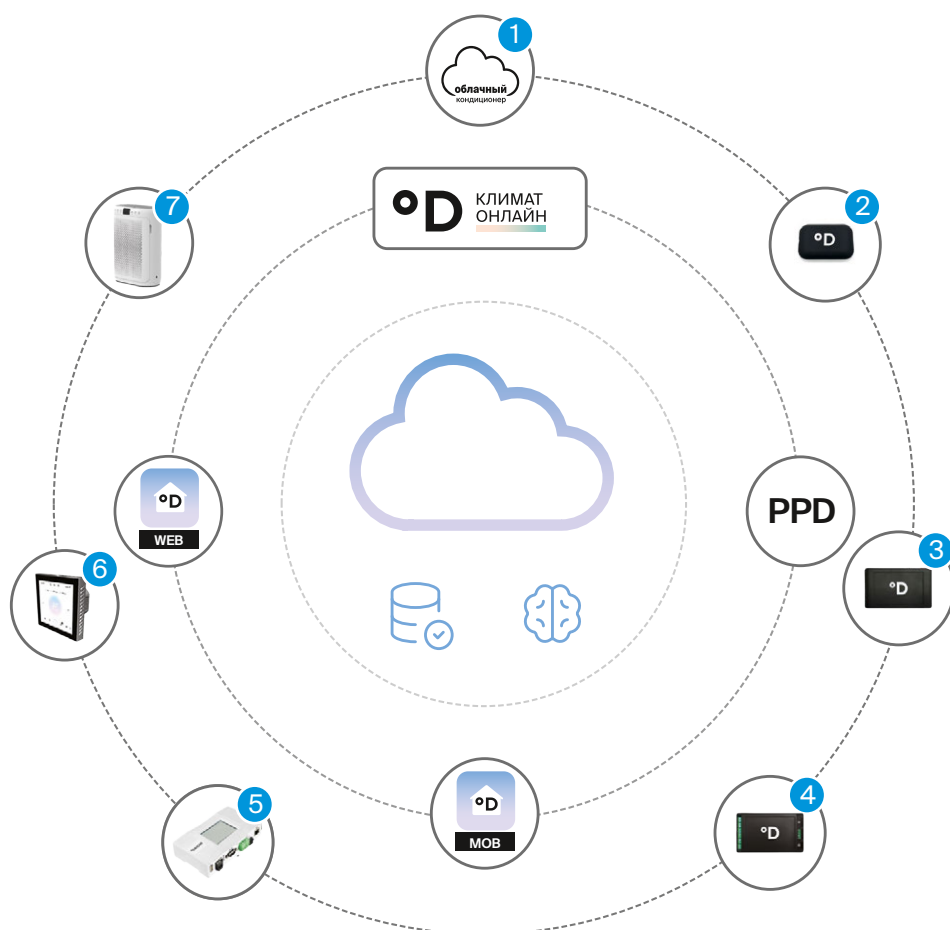 1
облачный
кондиционер
°D
КЛИМАТ
ОНЛАЙН
7
2
°D
°D
WEB
PPD
3
°D
6
5
°D
MOB
4
°D